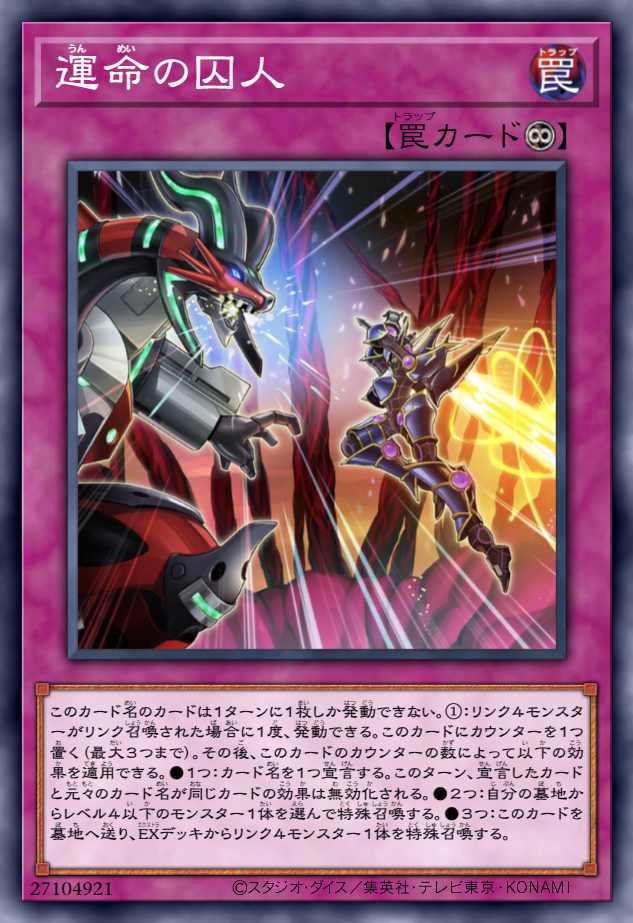 運命の囚人
罠
【罠カード】
このカード名のカードは1ターンに1枚しか発動できない。①:リンク4モンスタ
ーがリンク召喚された場合に1度、発動できる。このカードにカウンターを1つ
置く(最大3つまで)。その後、このカードのカウンターの数によって以下の効
果を適用できる。●1つ:カード名を1つ宣言する。このターン、宣言したカード
と元々のカード名が同じカードの効果は無効化される。●2つ:自分の墓地か
らレベル4以下のモンスター1体を選んで特殊召喚する。●3つ:このカードを
墓地へ送り、EXデッキからリンク4モンスター1体を特殊召喚する。
27104921
©スタジオ・ダイス/集英社・テレビ東京・KONAMI